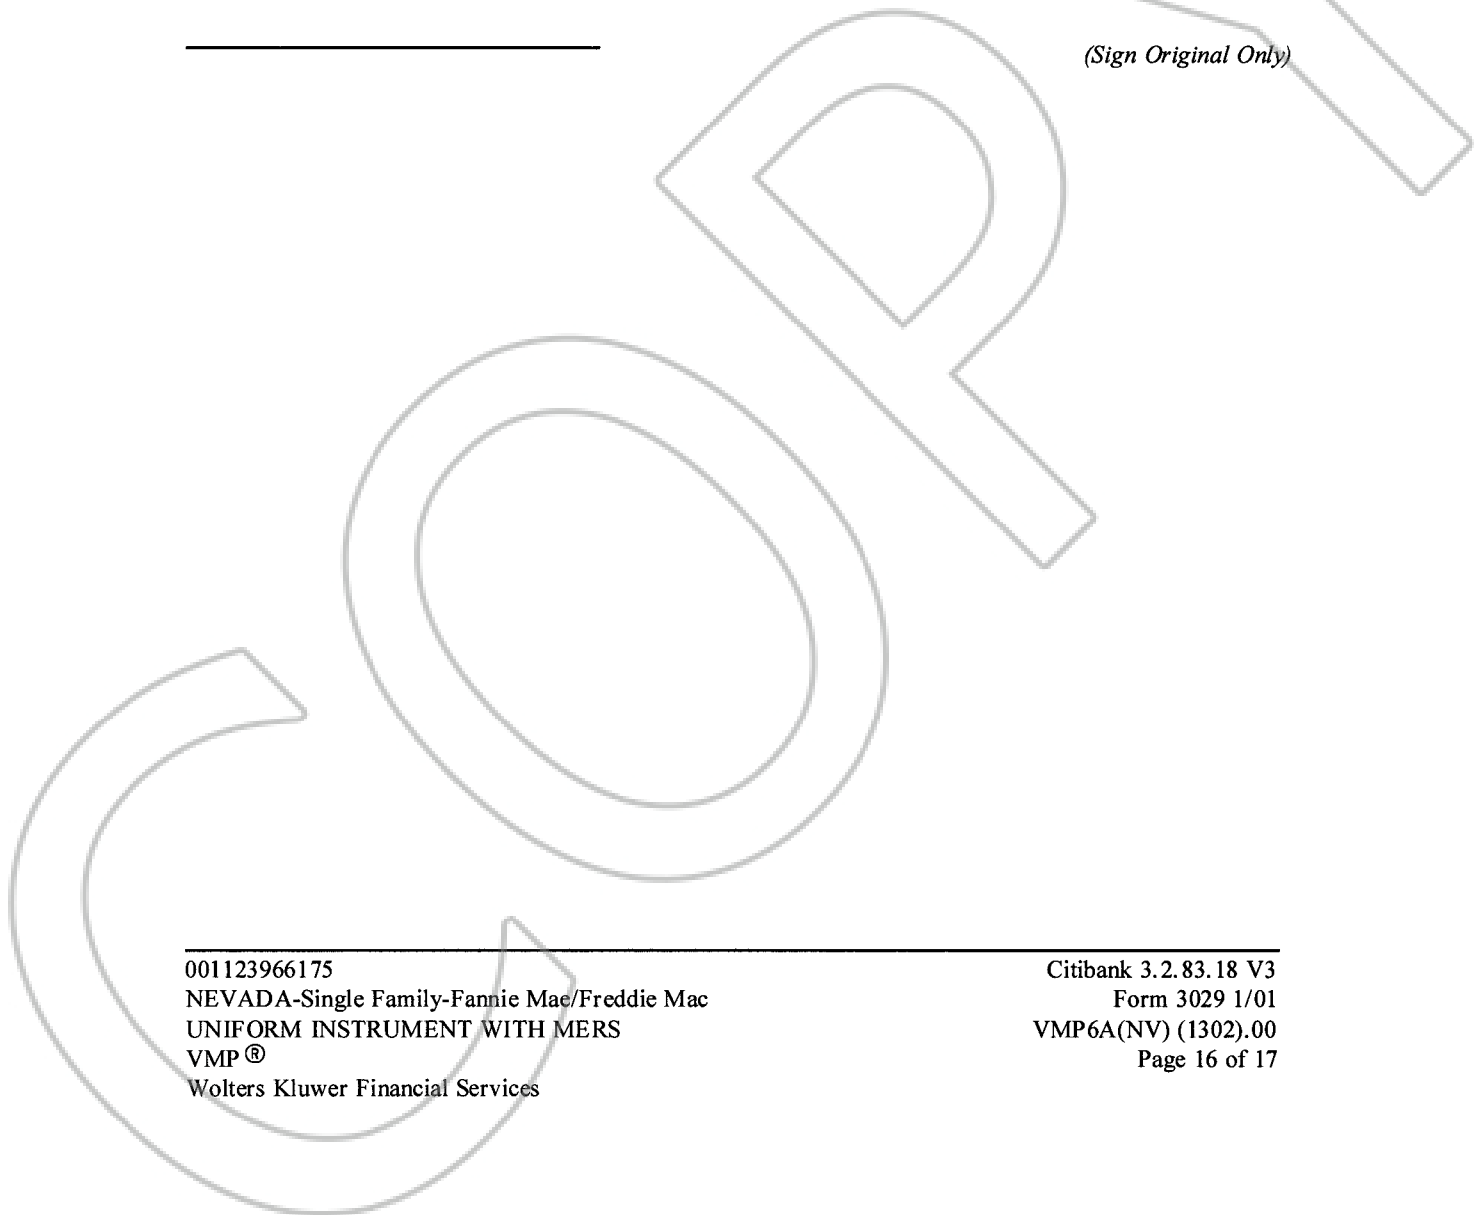 (Sign Original Only)
COPY
001123966175
Citibank 3.2.83.18 V3
NEVADA-Single Family-Fannie Mae/Freddie Mac
Form 3029 1/01
UNIFORM INSTRUMENT WITH MERS
VMP6A(NV) (1302).00
VMP ®
Page 16 of 17
Wolters Kluwer Financial Services